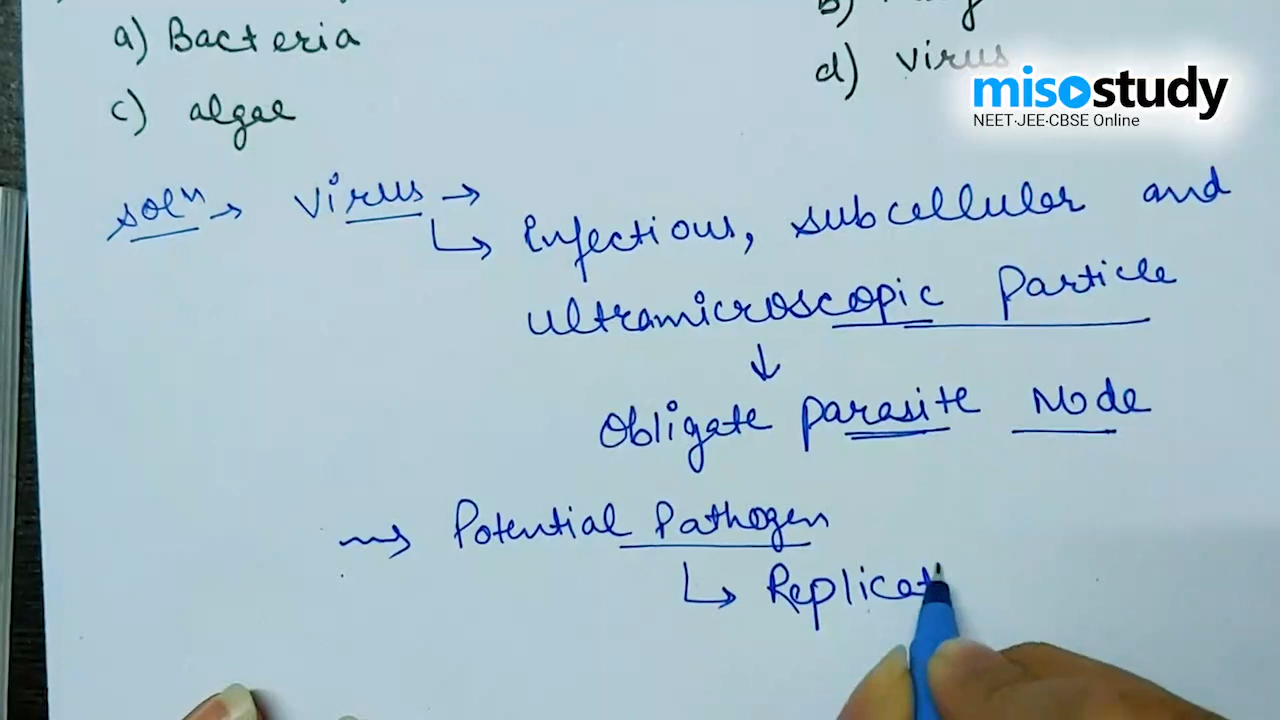 a) Bacteria
b)
c) algae
d) virus
misostudy
NEET·JEE·CBSE Online
Soln → Virus →
↳ Infectious, subcellular and
ultramicroscopic Particle
↓
Obligate parasite Mode
⟿ Potential Pathogen
↳ Replicat